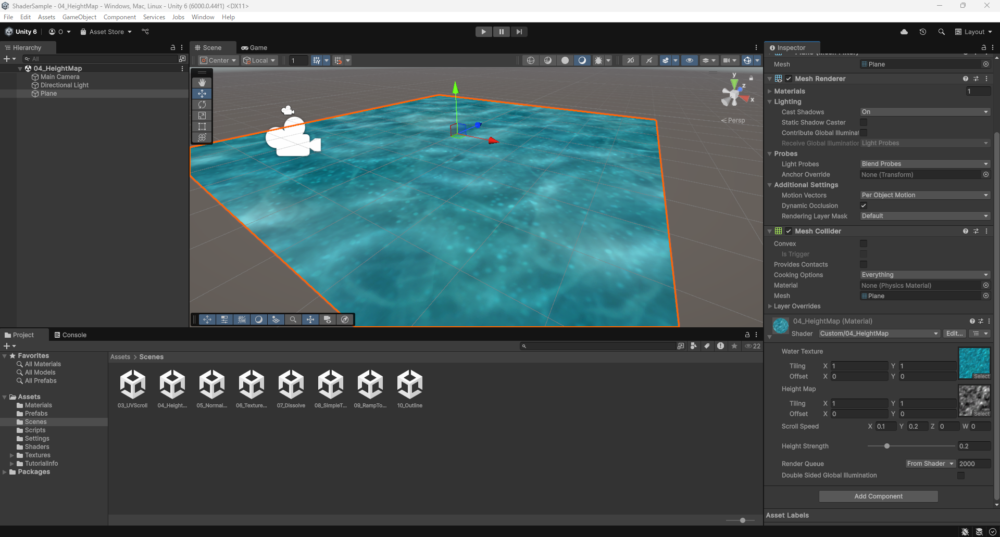 ShaderSample - 04_HeightMap - Windows, Mac, Linux - Unity 6 (6000.0.44f1) <DX11>
File Edit Assets GameObject Component Services Jobs Window Help
Unity 6 O Asset Store Layout
Hierarchy
All
04_HeightMap
Main Camera
Directional Light
Plane
Scene Game
Center Local 1 2D
y
z
x
Persp
Project Console
22
Favorites
All Materials
All Models
All Prefabs
Assets
Materials
Prefabs
Scenes
Scripts
Settings
Shaders
Textures
TutorialInfo
Packages
Assets > Scenes
03_UVScroll 04_Height... 05_Normal... 06_Texture... 07_Dissolve 08_SimpleT... 09_RampTo... 10_Outline
Inspector
Mesh Plane
Mesh Renderer
Materials 1
Lighting
Cast Shadows On
Static Shadow Caster
Contribute Global Illuminat
Receive Global Illumination Light Probes
Probes
Light Probes Blend Probes
Anchor Override None (Transform)
Additional Settings
Motion Vectors Per Object Motion
Dynamic Occlusion
Rendering Layer Mask Default
Mesh Collider
Convex
Is Trigger
Provides Contacts
Cooking Options Everything
Material None (Physics Material)
Mesh Plane
Layer Overrides
04_HeightMap (Material)
Shader Custom/04_HeightMap Edit...
Water Texture
Tiling X 1 Y 1
Offset X 0 Y 0
Select
Height Map
Tiling X 1 Y 1
Offset X 0 Y 0
Select
Scroll Speed X 0.1 Y 0.2 Z 0 W 0
Height Strength 0.2
Render Queue From Shader 2000
Double Sided Global Illumination
Add Component
Asset Labels